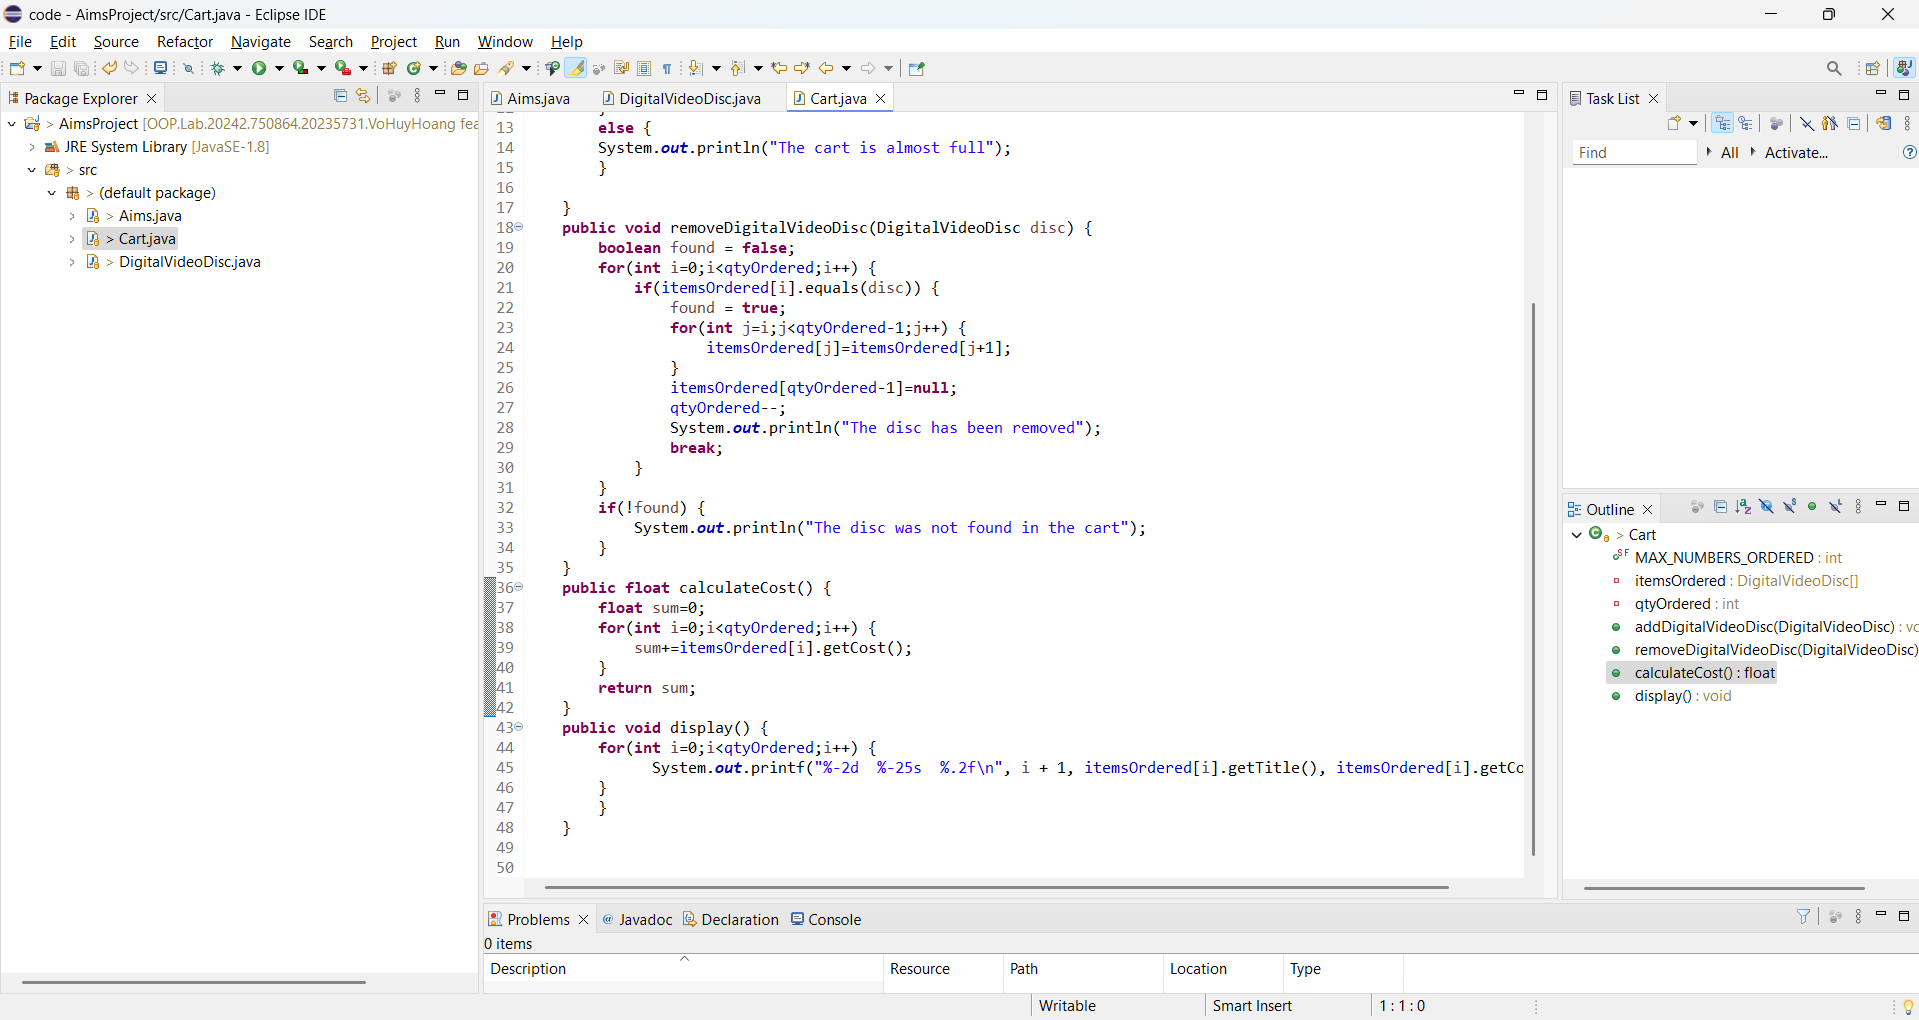 code - AimsProject/src/Cart.java - Eclipse IDE
File Edit Source Refactor Navigate Search Project Run Window Help
Package Explorer
> AimsProject [OOP.Lab.20242.750864.20235731.VoHuyHoang fea
JRE System Library [JavaSE-1.8]
> src
> (default package)
> Aims.java
> Cart.java
> DigitalVideoDisc.java
Aims.java DigitalVideoDisc.java Cart.java
13 else {
14 System.out.println("The cart is almost full");
15 }
16
17 }
18 public void removeDigitalVideoDisc(DigitalVideoDisc disc) {
19 boolean found = false;
20 for(int i=0;i<qtyOrdered;i++) {
21 if(itemsOrdered[i].equals(disc)) {
22 found = true;
23 for(int j=i;j<qtyOrdered-1;j++) {
24 itemsOrdered[j]=itemsOrdered[j+1];
25 }
26 itemsOrdered[qtyOrdered-1]=null;
27 qtyOrdered--;
28 System.out.println("The disc has been removed");
29 break;
30 }
31 }
32 if(!found) {
33 System.out.println("The disc was not found in the cart");
34 }
35 }
36 public float calculateCost() {
37 float sum=0;
38 for(int i=0;i<qtyOrdered;i++) {
39 sum+=itemsOrdered[i].getCost();
40 }
41 return sum;
42 }
43 public void display() {
44 for(int i=0;i<qtyOrdered;i++) {
45 System.out.printf("%-2d  %-25s  %.2f\n", i + 1, itemsOrdered[i].getTitle(), itemsOrdered[i].getCo
46 }
47 }
48 }
49
50
Task List
Find All Activate...
Outline
> Cart
MAX_NUMBERS_ORDERED : int
itemsOrdered : DigitalVideoDisc[]
qtyOrdered : int
addDigitalVideoDisc(DigitalVideoDisc) : vo
removeDigitalVideoDisc(DigitalVideoDisc)
calculateCost() : float
display() : void
Problems @ Javadoc Declaration Console
0 items
Description Resource Path Location Type
Writable Smart Insert 1 : 1 : 0